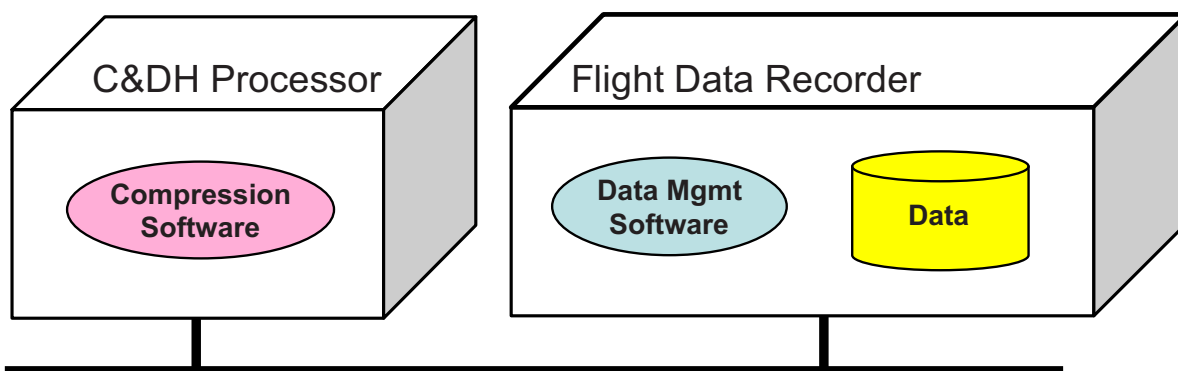 C&DH Processor
Flight Data Recorder
Compression
Software
Data Mgmt
Software
Data